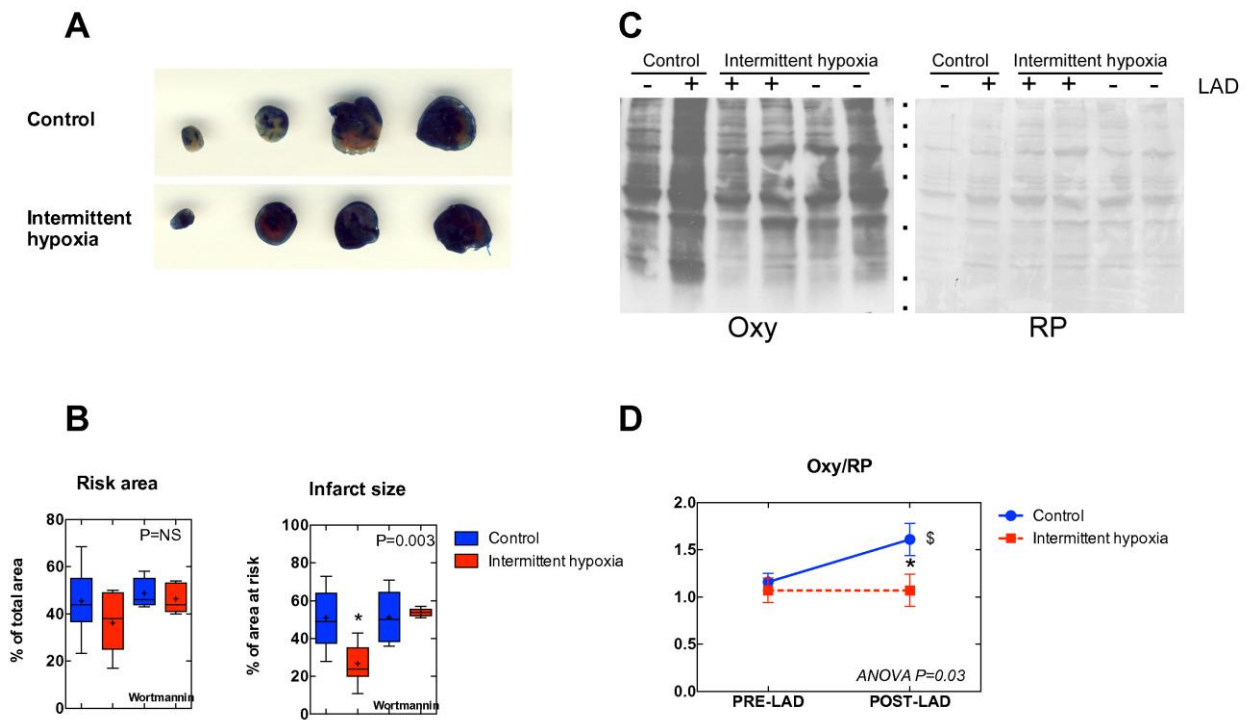 A
Control
Intermittent
hypoxia
B
Risk area
% of total area
80
60
40
20
0
P=NS
Wortmannin
Infarct size
% of area at risk
100
80
60
40
20
0
P=0.003
*
Wortmannin
Control
Intermittent hypoxia
C
Control Intermittent hypoxia
- + + + - -
Control Intermittent hypoxia
- + + + - -
LAD
Oxy
RP
D
Oxy/RP
2.0
1.5
1.0
0.5
0.0
$
*
ANOVA P=0.03
PRE-LAD POST-LAD
Control
Intermittent hypoxia